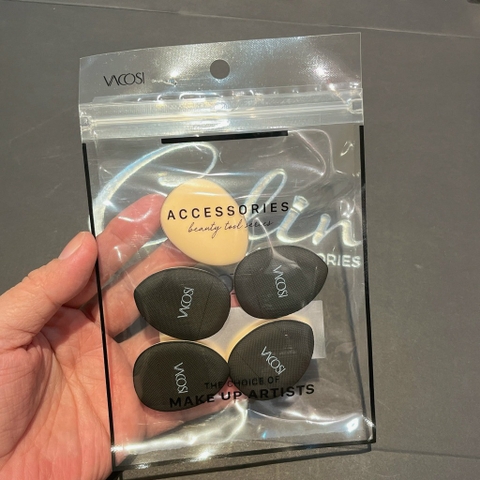 VACOSI
ACCESSORIES
beauty tool series
VACOSI
VACOSI
VACOSI
VACOSI
THE CHOICE OF
MAKE UP ARTISTS